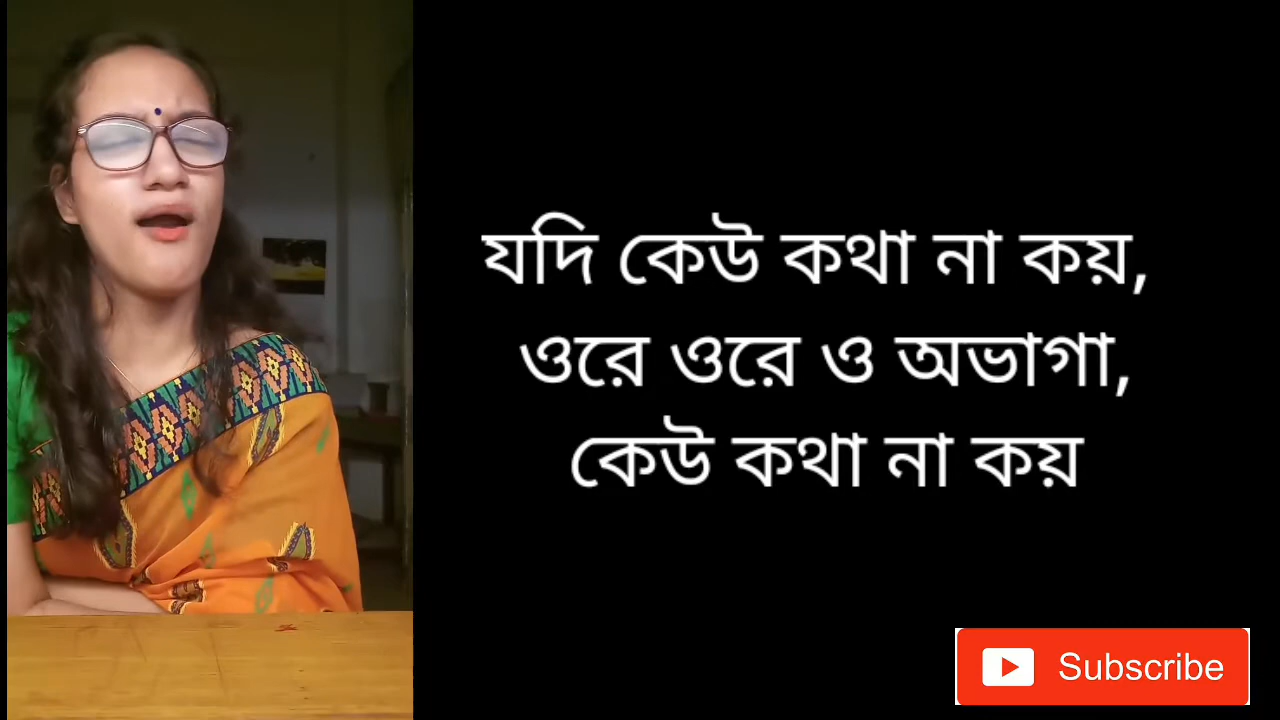 যদি কেউ কথা না কয়,
ওরে ওরে ও অভাগা,
কেউ কথা না কয়
Subscribe